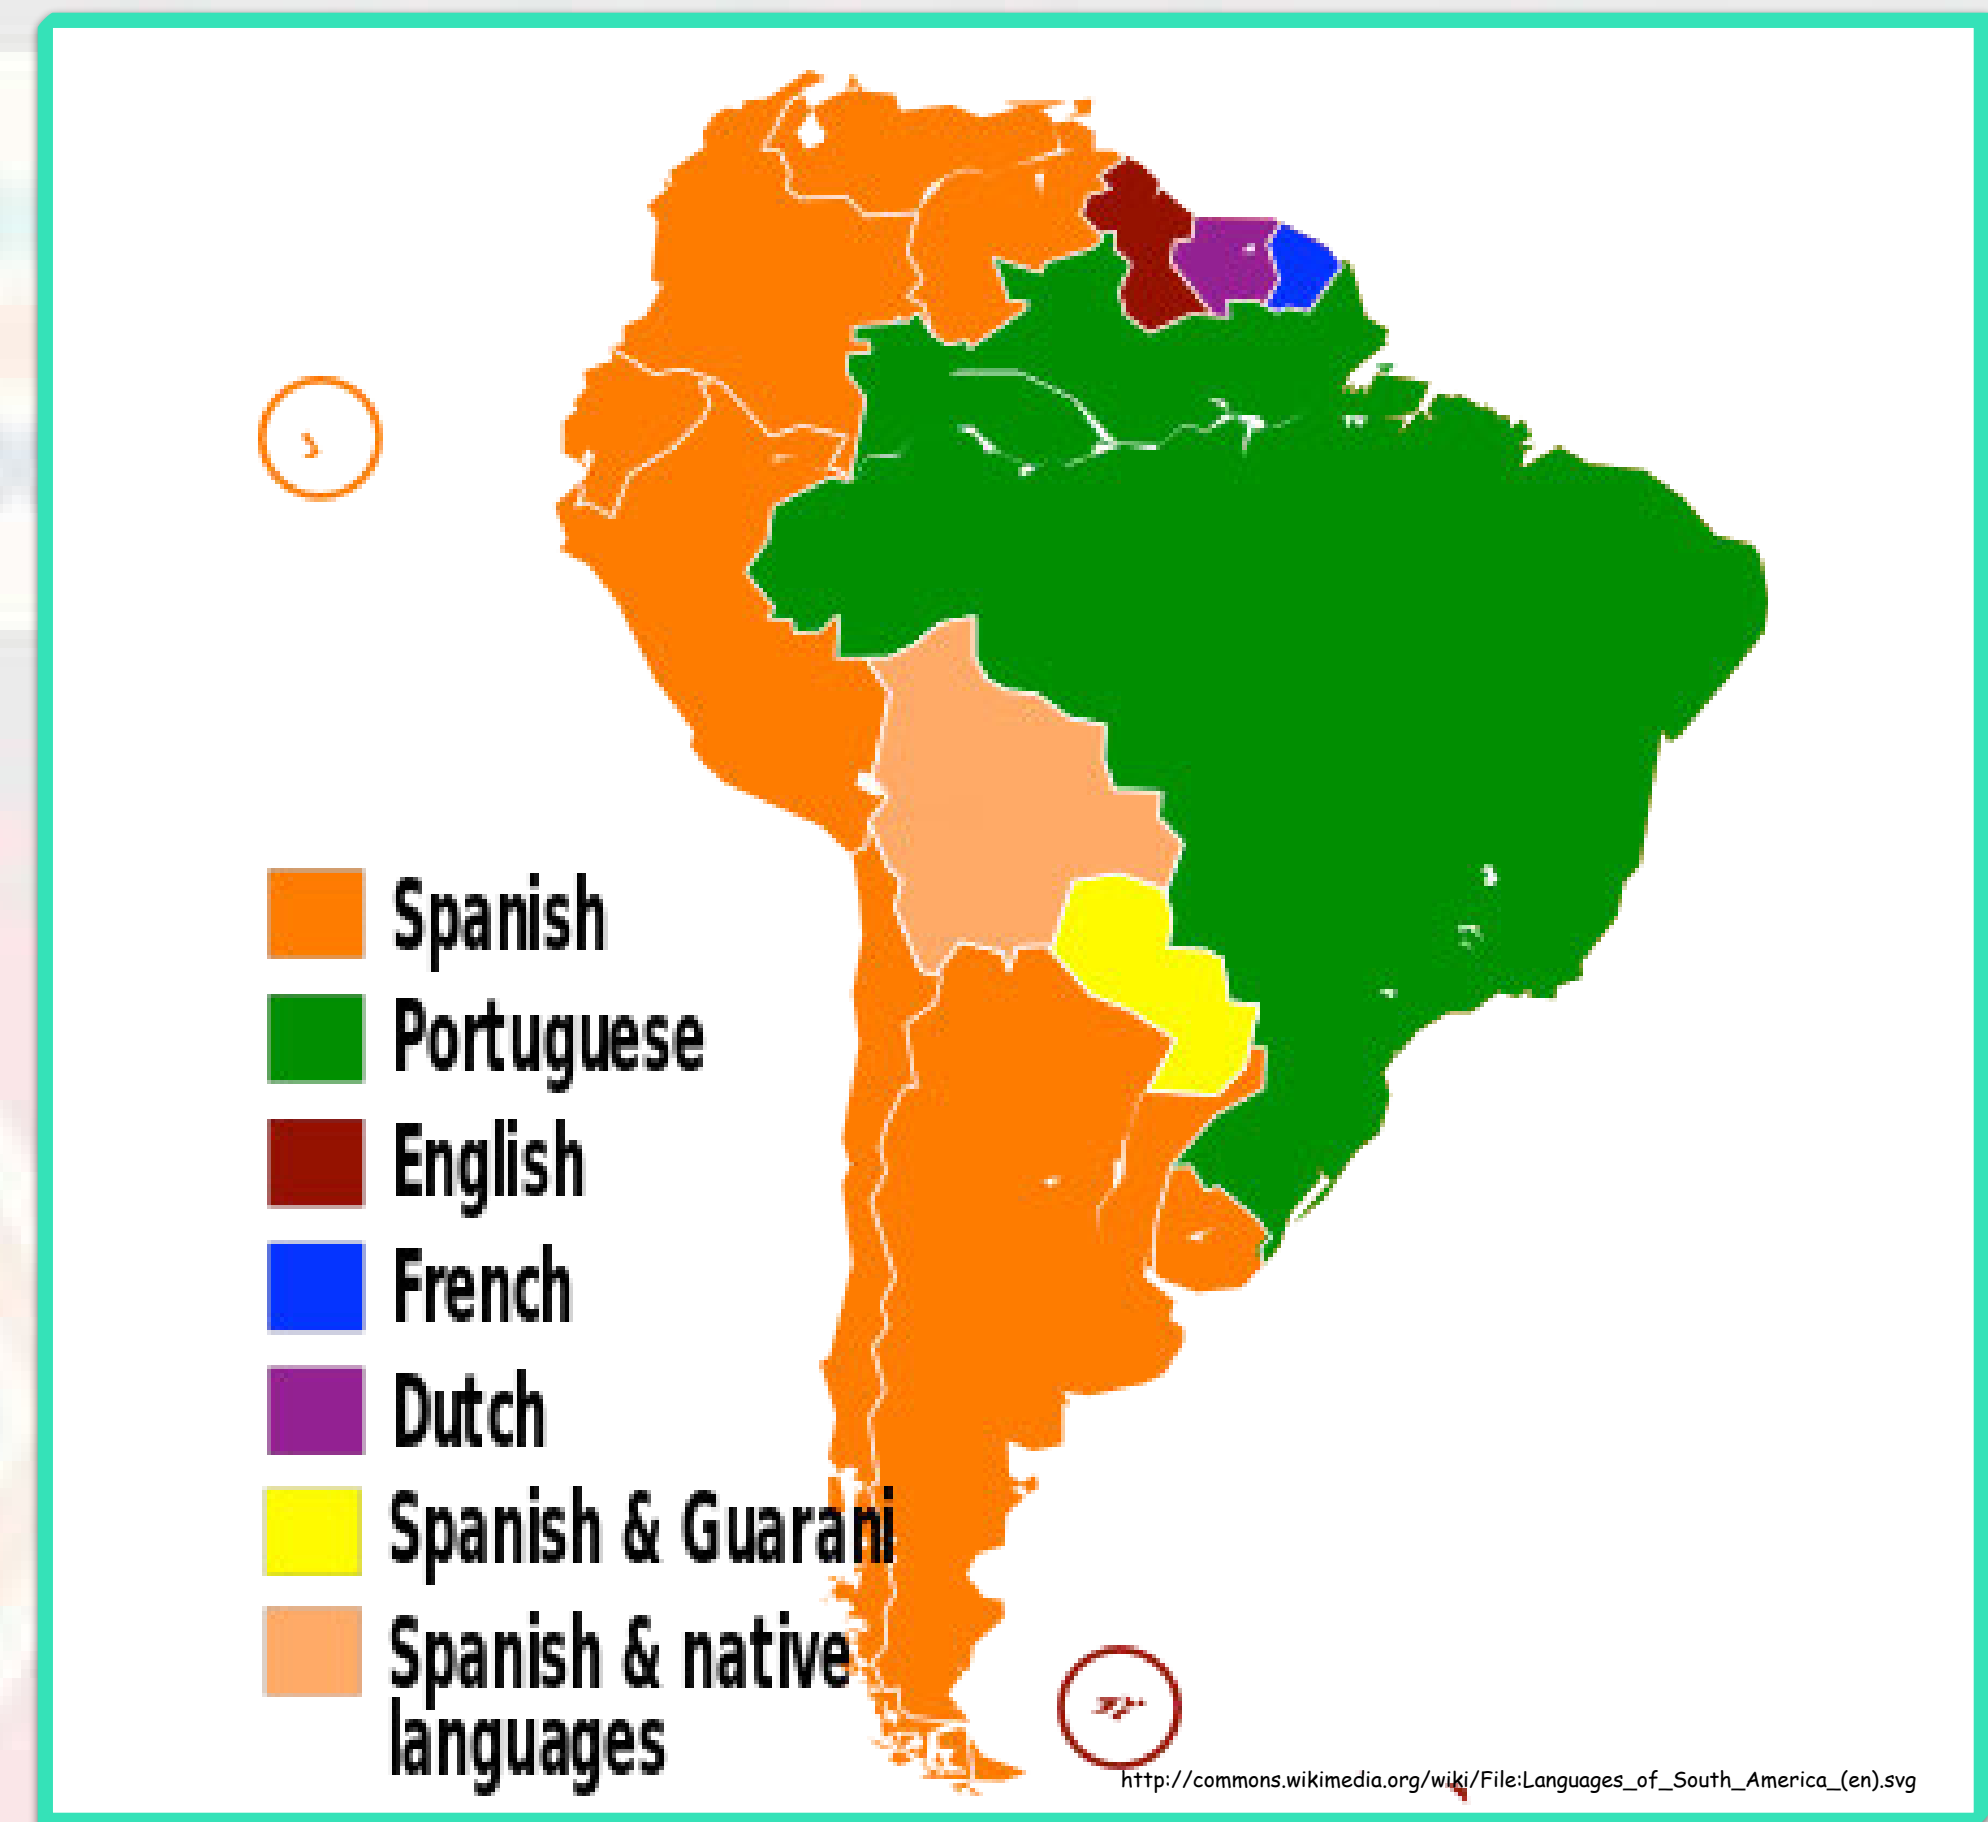 Spanish
Portuguese
English
French
Dutch
Spanish & Guarani
Spanish & native
languages
http://commons.wikimedia.org/wiki/File:Languages_of_South_America_(en).svg